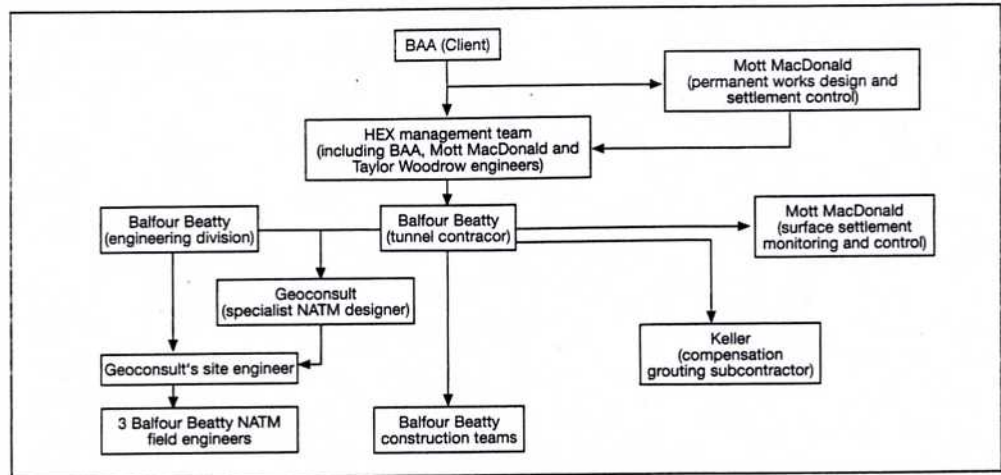 BAA (Client)
Mott MacDonald
(permanent works design and
settlement control)
HEX management team
(including BAA, Mott MacDonald and
Taylor Woodrow engineers)
Balfour Beatty
(engineering division)
Balfour Beatty
(tunnel contracor)
Mott MacDonald
(surface settlement
monitoring and control)
Geoconsult
(specialist NATM designer)
Keller
(compensation
grouting subcontractor)
Geoconsult's site engineer
3 Balfour Beatty NATM
field engineers
Balfour Beatty
construction teams